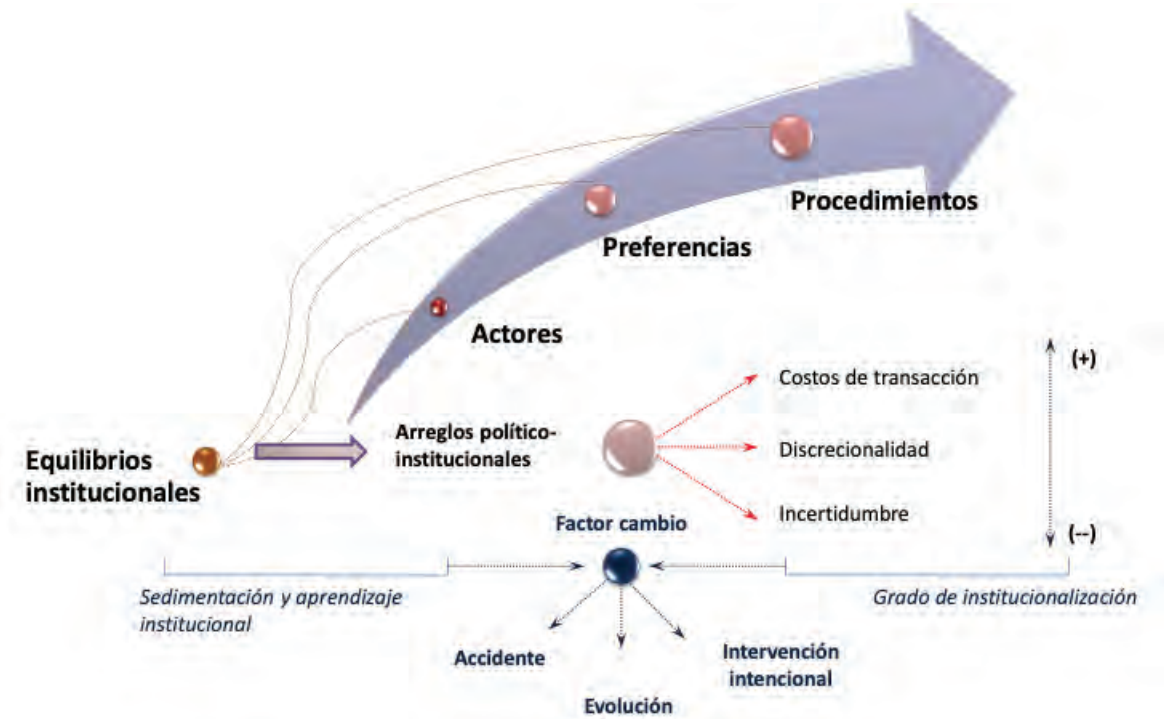 Procedimientos
Preferencias
Actores
(+)
Costos de transacción
Arreglos político-
institucionales
Discrecionalidad
Equilibrios
institucionales
Incertidumbre
(--)
Factor cambio
Sedimentación y aprendizaje
institucional
Grado de institucionalización
Accidente
Intervención
intencional
Evolución